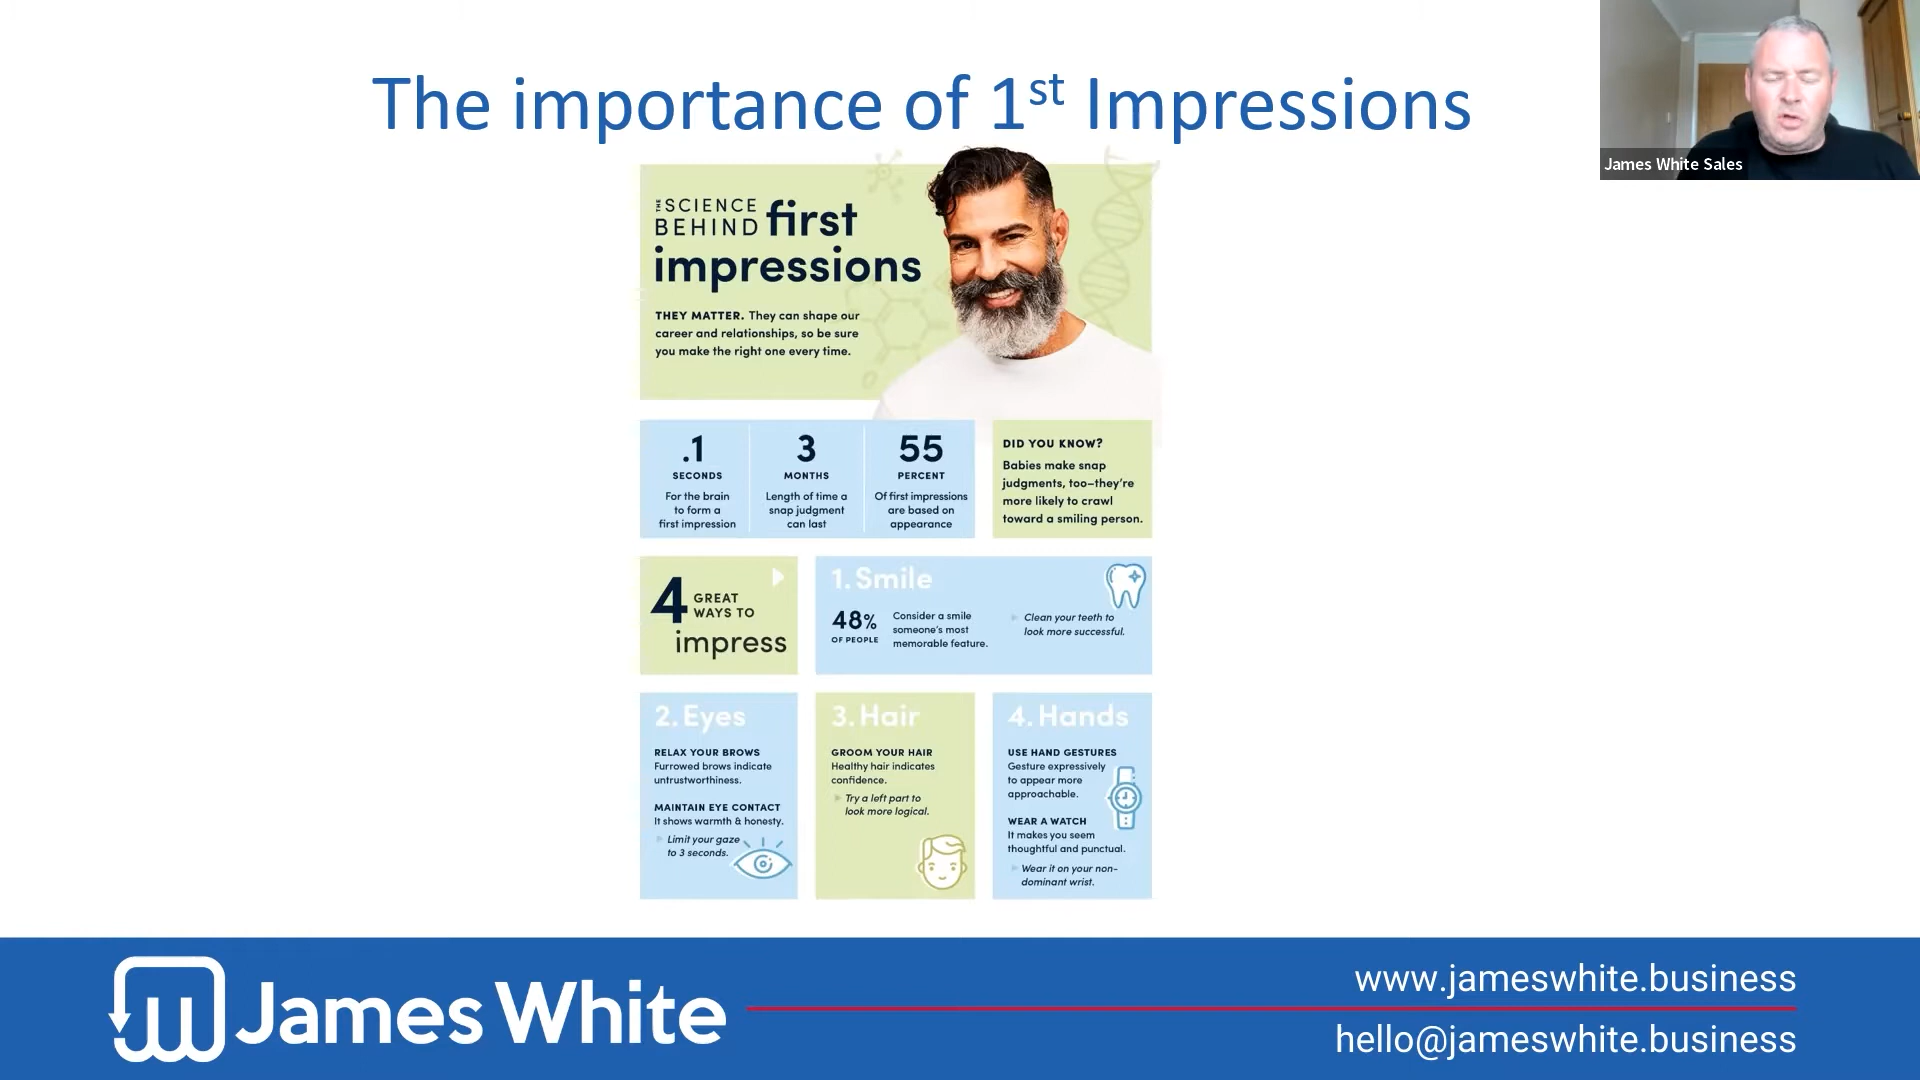 The importance of 1st Impressions
James White Sales
THE SCIENCE
BEHIND first
impressions
THEY MATTER. They can shape our
career and relationships, so be sure
you make the right one every time.
.1
SECONDS
For the brain
to form a
first impression
3
MONTHS
Length of time a
snap judgment
can last
55
PERCENT
Of first impressions
are based on
appearance
DID YOU KNOW?
Babies make snap
judgments, too–they're
more likely to crawl
toward a smiling person.
4 GREAT
WAYS TO
impress
1. Smile
48%
OF PEOPLE
Consider a smile
someone's most
memorable feature.
Clean your teeth to
look more successful.
2. Eyes
RELAX YOUR BROWS
Furrowed brows indicate
untrustworthiness.
MAINTAIN EYE CONTACT
It shows warmth & honesty.
Limit your gaze
to 3 seconds.
3. Hair
GROOM YOUR HAIR
Healthy hair indicates
confidence.
Try a left part to
look more logical.
4. Hands
USE HAND GESTURES
Gesture expressively
to appear more
approachable.
WEAR A WATCH
It makes you seem
thoughtful and punctual.
Wear it on your non-
dominant wrist.
James White
www.jameswhite.business
hello@jameswhite.business